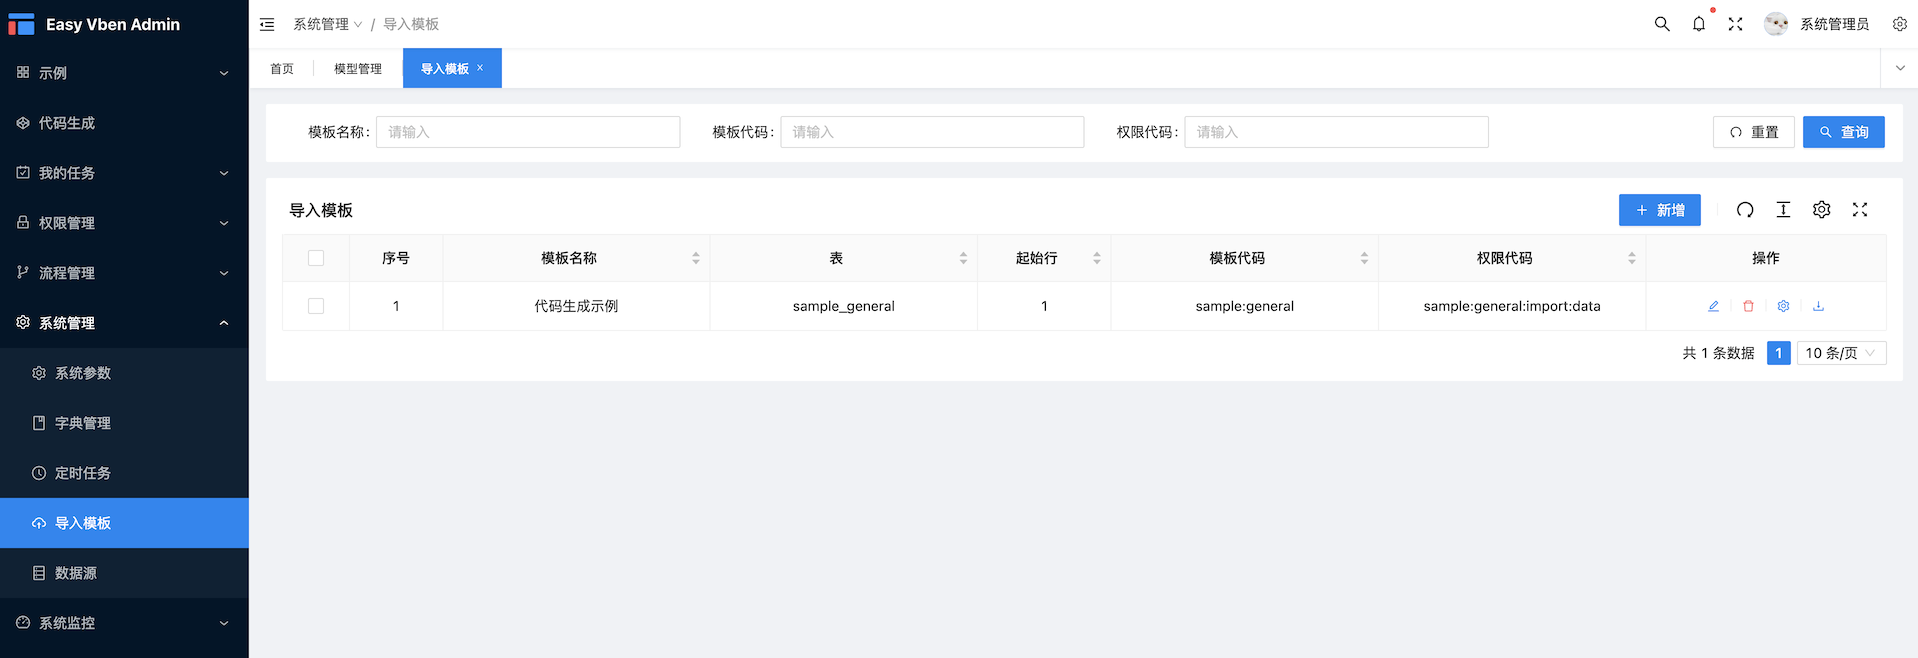 Easy Vben Admin
示例
代码生成
我的任务
权限管理
流程管理
系统管理
系统参数
字典管理
定时任务
导入模板
数据源
系统监控
系统管理 / 导入模板
系统管理员
首页 模型管理 导入模板 ×
模板名称: 请输入 模板代码: 请输入 权限代码: 请输入 重置 查询
导入模板 + 新增
序号 模板名称 表 起始行 模板代码 权限代码 操作
1 代码生成示例 sample_general 1 sample:general sample:general:import:data
共 1 条数据 1 10 条/页